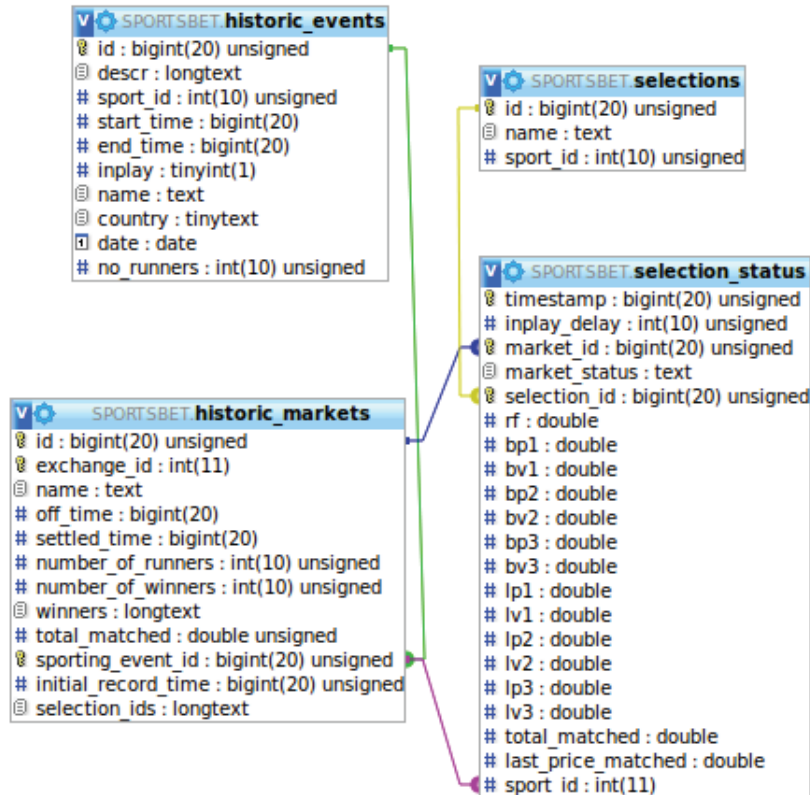 V SPORTSBET.historic_events
id : bigint(20) unsigned
descr : longtext
# sport_id : int(10) unsigned
# start_time : bigint(20)
# end_time : bigint(20)
# inplay : tinyint(1)
name : text
country : tinytext
date : date
# no_runners : int(10) unsigned
V SPORTSBET.selections
id : bigint(20) unsigned
name : text
# sport_id : int(10) unsigned
V SPORTSBET.historic_markets
id : bigint(20) unsigned
exchange_id : int(11)
name : text
# off_time : bigint(20)
# settled_time : bigint(20)
# number_of_runners : int(10) unsigned
# number_of_winners : int(10) unsigned
winners : longtext
# total_matched : double unsigned
sporting_event_id : bigint(20) unsigned
# initial_record_time : bigint(20) unsigned
selection_ids : longtext
V SPORTSBET.selection_status
timestamp : bigint(20) unsigned
# inplay_delay : int(10) unsigned
market_id : bigint(20) unsigned
market_status : text
selection_id : bigint(20) unsigned
# rf : double
# bp1 : double
# bv1 : double
# bp2 : double
# bv2 : double
# bp3 : double
# bv3 : double
# lp1 : double
# lv1 : double
# lp2 : double
# lv2 : double
# lp3 : double
# lv3 : double
# total_matched : double
# last_price_matched : double
# sport_id : int(11)